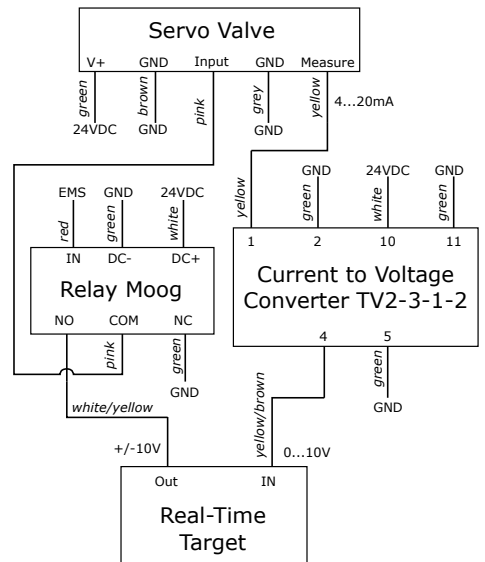 Servo Valve
V+ GND Input GND Measure
green brown pink grey yellow
4...20mA
24VDC GND GND
EMS GND 24VDC yellow GND 24VDC GND
red green white green white green
IN DC- DC+ 1 2 10 11
Relay Moog
Current to Voltage
Converter TV2-3-1-2
NO COM NC 4 5
pink green green
GND GND
white/yellow yellow/brown
+/-10V 0...10V
Out IN
Real-Time
Target